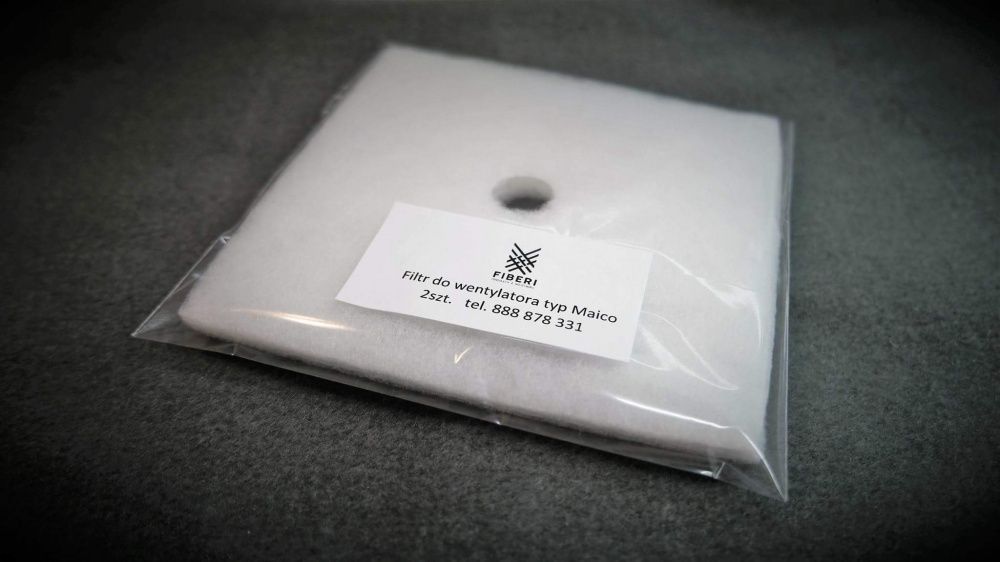 FIBERI
Filtr do wentylatora typ Maico
2szt. tel. 888 878 331